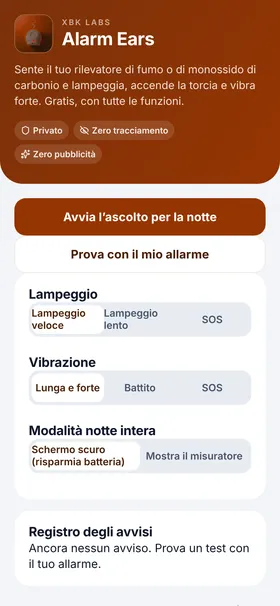 XBK LABS
Alarm Ears
Sente il tuo rilevatore di fumo o di monossido di
carbonio e lampeggia, accende la torcia e vibra
forte. Gratis, con tutte le funzioni.
Privato
Zero tracciamento
Zero pubblicità
Avvia l'ascolto per la notte
Prova con il mio allarme
Lampeggio
Lampeggio
veloce
Lampeggio
lento
SOS
Vibrazione
Lunga e forte
Battito
SOS
Modalità notte intera
Schermo scuro
(risparmia batteria)
Mostra il misuratore
Registro degli avvisi
Ancora nessun avviso. Prova un test con
il tuo allarme.